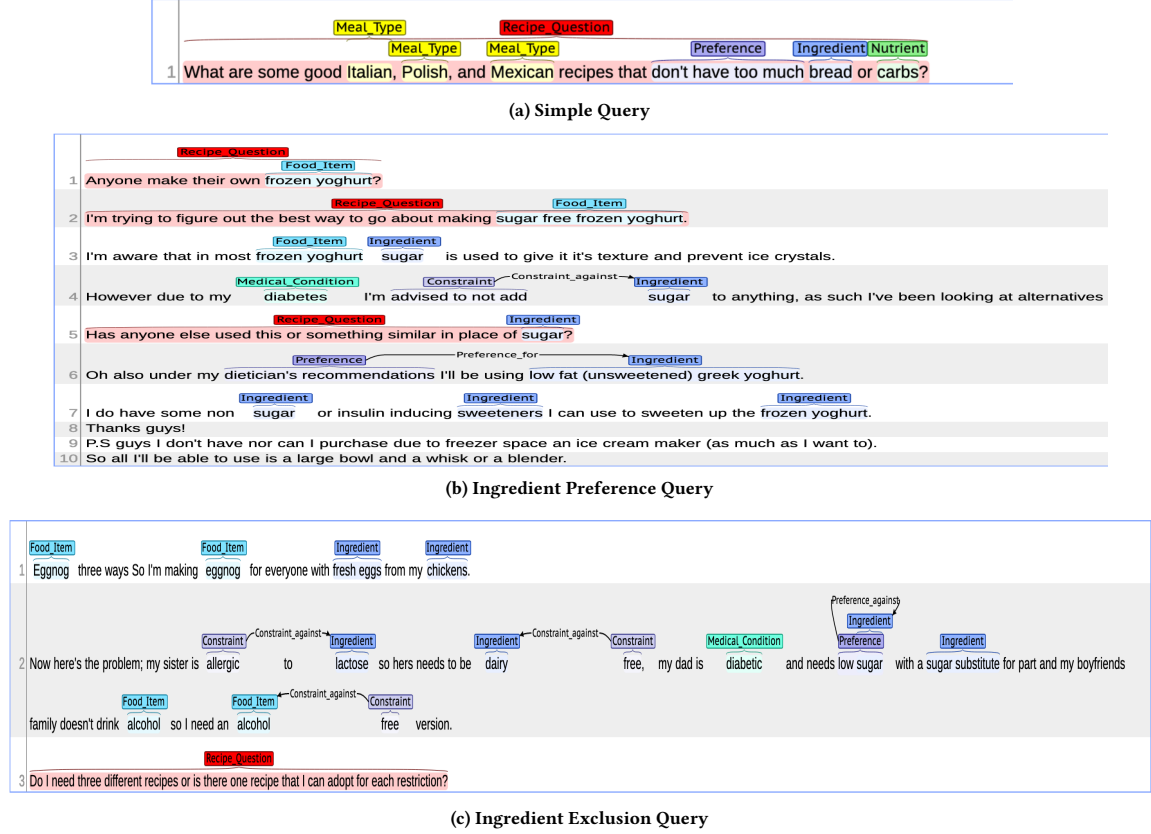 Meal_Type Recipe_Question
Meal_Type Meal_Type Preference Ingredient Nutrient
1 What are some good Italian, Polish, and Mexican recipes that don't have too much bread or carbs?
(a) Simple Query
Recipe_Question
Food_Item
1 Anyone make their own frozen yoghurt?
Recipe_Question Food_Item
2 I'm trying to figure out the best way to go about making sugar free frozen yoghurt.
Food_Item Ingredient
3 I'm aware that in most frozen yoghurt sugar is used to give it it's texture and prevent ice crystals.
Medical_Condition Constraint Constraint_against Ingredient
4 However due to my diabetes I'm advised to not add sugar to anything, as such I've been looking at alternatives
Recipe_Question Ingredient
5 Has anyone else used this or something similar in place of sugar?
Preference Preference_for Ingredient
6 Oh also under my dietician's recommendations I'll be using low fat (unsweetened) greek yoghurt.
Ingredient Ingredient Ingredient
7 I do have some non sugar or insulin inducing sweeteners I can use to sweeten up the frozen yoghurt.
8 Thanks guys!
9 P.S guys I don't have nor can I purchase due to freezer space an ice cream maker (as much as I want to).
10 So all I'll be able to use is a large bowl and a whisk or a blender.
(b) Ingredient Preference Query
Food_Item Food_Item Ingredient Ingredient
1 Eggnog three ways So I'm making eggnog for everyone with fresh eggs from my chickens.
Preference_against
Ingredient
Constraint Constraint_against Ingredient Ingredient Constraint_against Constraint Medical_Condition Preference Ingredient
2 Now here's the problem; my sister is allergic to lactose so hers needs to be dairy free, my dad is diabetic and needs low sugar with a sugar substitute for part and my boyfriends
Food_Item Food_Item Constraint_against Constraint
family doesn't drink alcohol so I need an alcohol free version.
Recipe_Question
3 Do I need three different recipes or is there one recipe that I can adopt for each restriction?
(c) Ingredient Exclusion Query